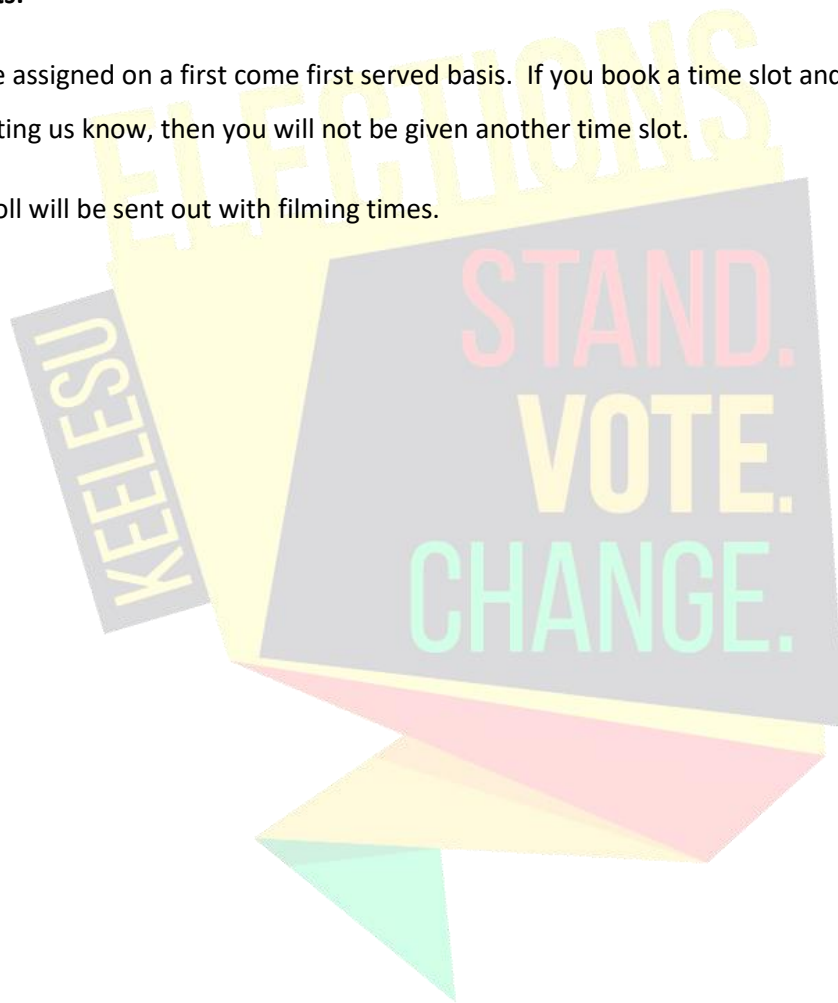 e assigned on a first come first served basis. If you book a time slot and
ting us know, then you will not be given another time slot.
oll will be sent out with filming times.
ELECTIONS
KEELESU
STAND.
VOTE.
CHANGE.